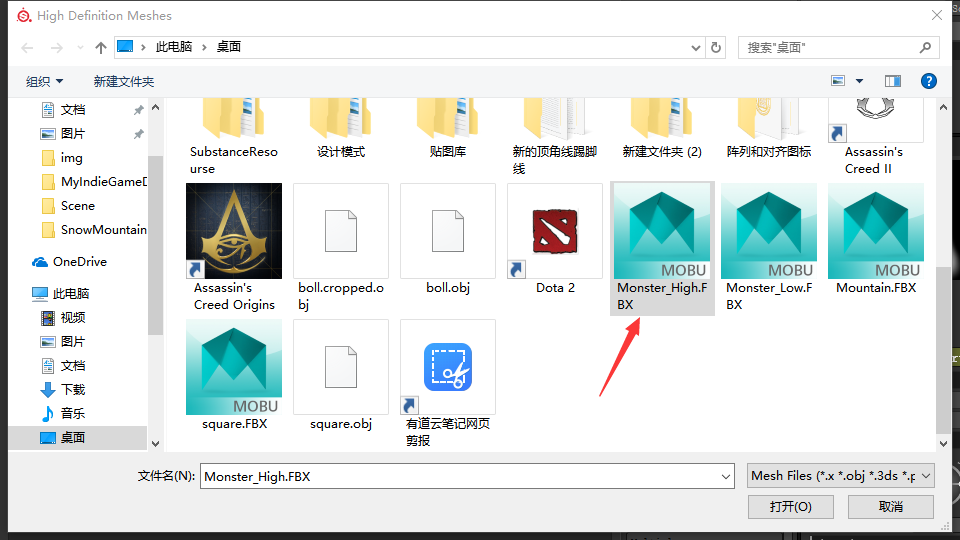 High Definition Meshes
此电脑
桌面
搜索"桌面"
组织
新建文件夹
文档
图片
img
MyIndieGameD
Scene
SnowMountain
OneDrive
此电脑
视频
图片
文档
下载
音乐
桌面
SubstanceReso
urse
设计模式
贴图库
新的顶角线踢脚
线
新建文件夹 (2)
阵列和对齐图标
Assassin's
Creed II
MOBU
MOBU
MOBU
Assassin's
Creed Origins
boll.cropped.o
bj
boll.obj
Dota 2
Monster_High.F
BX
Monster_Low.F
BX
Mountain.FBX
MOBU
square.FBX
square.obj
有道云笔记网页
剪报
文件名(N):
Monster_High.FBX
Mesh Files (*.x *.obj *.3ds *.p
打开(O)
取消